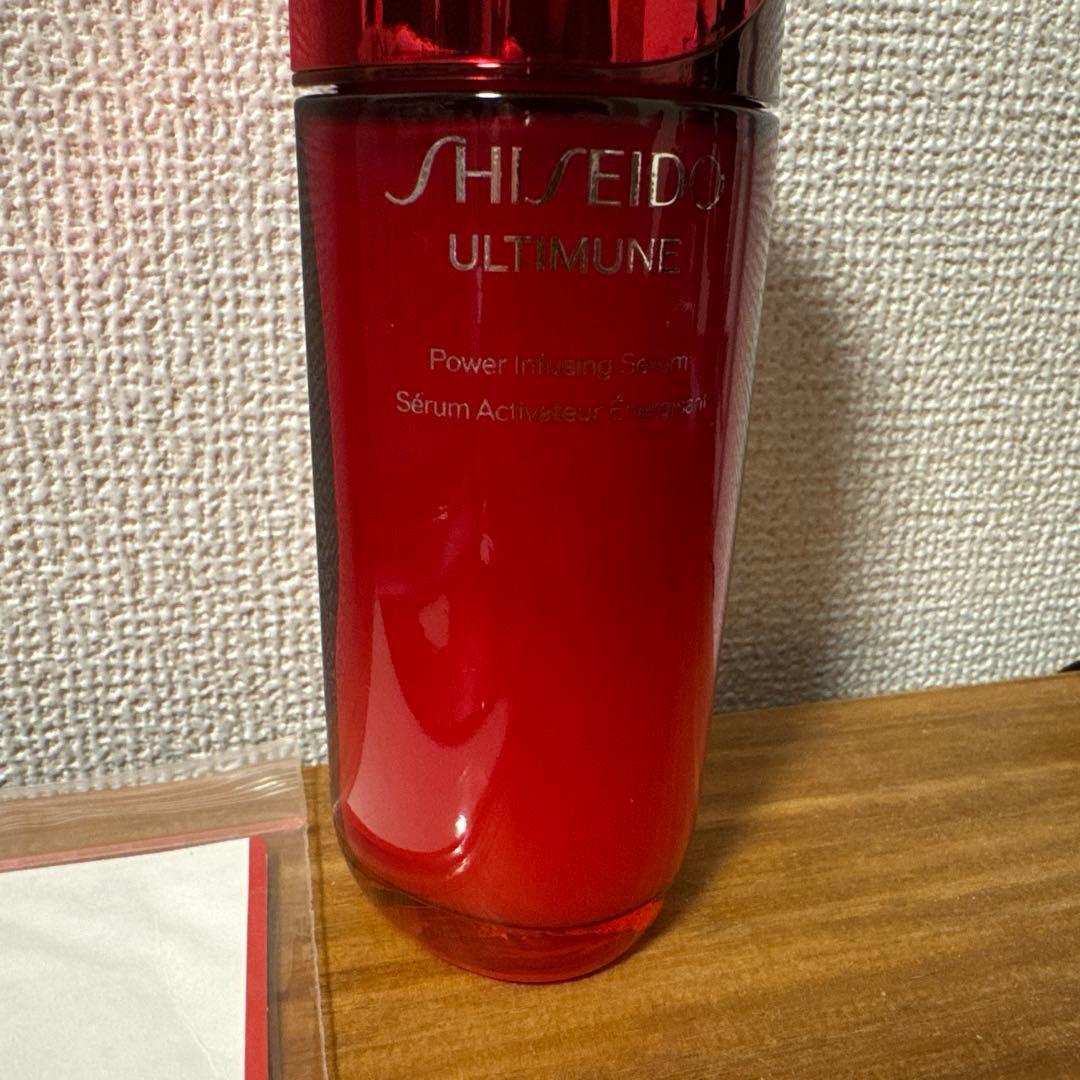 SHISEIDO
ULTIMUNE
Power Infusing Serum
Sérum Activateur Énergisant